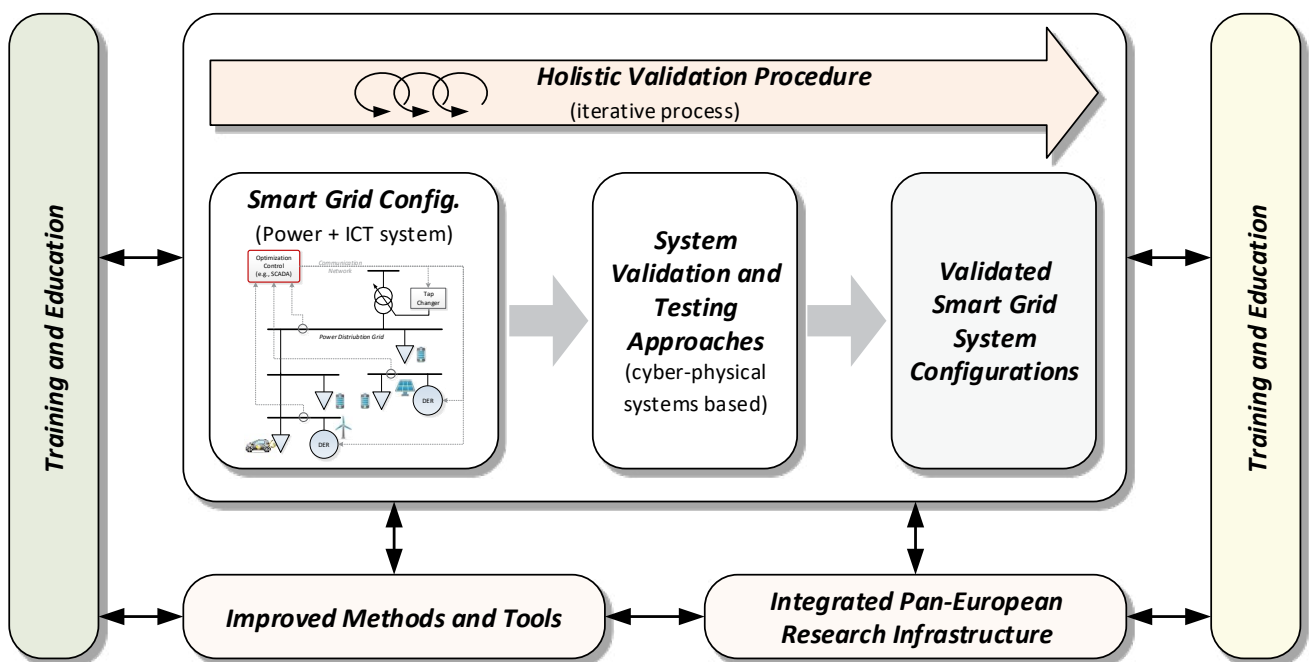 Training and Education
Holistic Validation Procedure
(iterative process)
Smart Grid Config.
(Power + ICT system)
Optimization
Control
(e.g., SCADA)
Communication
Network
Tap
Changer
Power Distriubtion Grid
DER
DER
System
Validation and
Testing
Approaches
(cyber-physical
systems based)
Validated
Smart Grid
System
Configurations
Improved Methods and Tools
Integrated Pan-European
Research Infrastructure
Training and Education